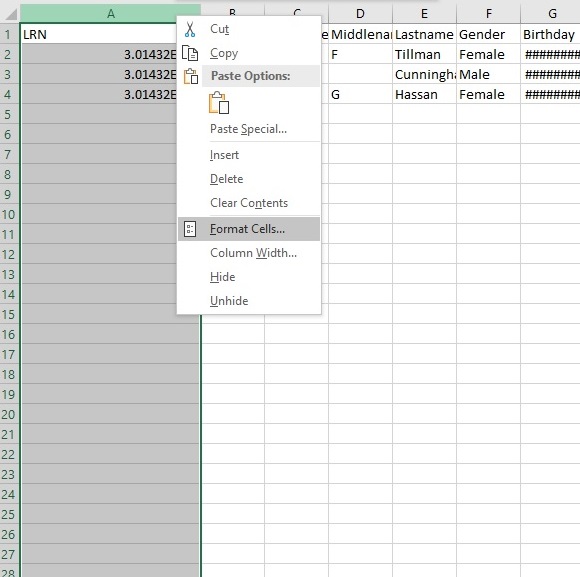 A B C D E F G
1 LRN e Middlenar Lastname Gender Birthday
2 3.01432E F Tillman Female ########
3 3.01432E Cunningha Male ########
4 3.01432E G Hassan Female ########
5
6
7
8
9
10
11
12
13
14
15
16
17
18
19
20
21
22
23
24
25
26
27
28
Cut
Copy
Paste Options:
Paste Special...
Insert
Delete
Clear Contents
Format Cells...
Column Width...
Hide
Unhide